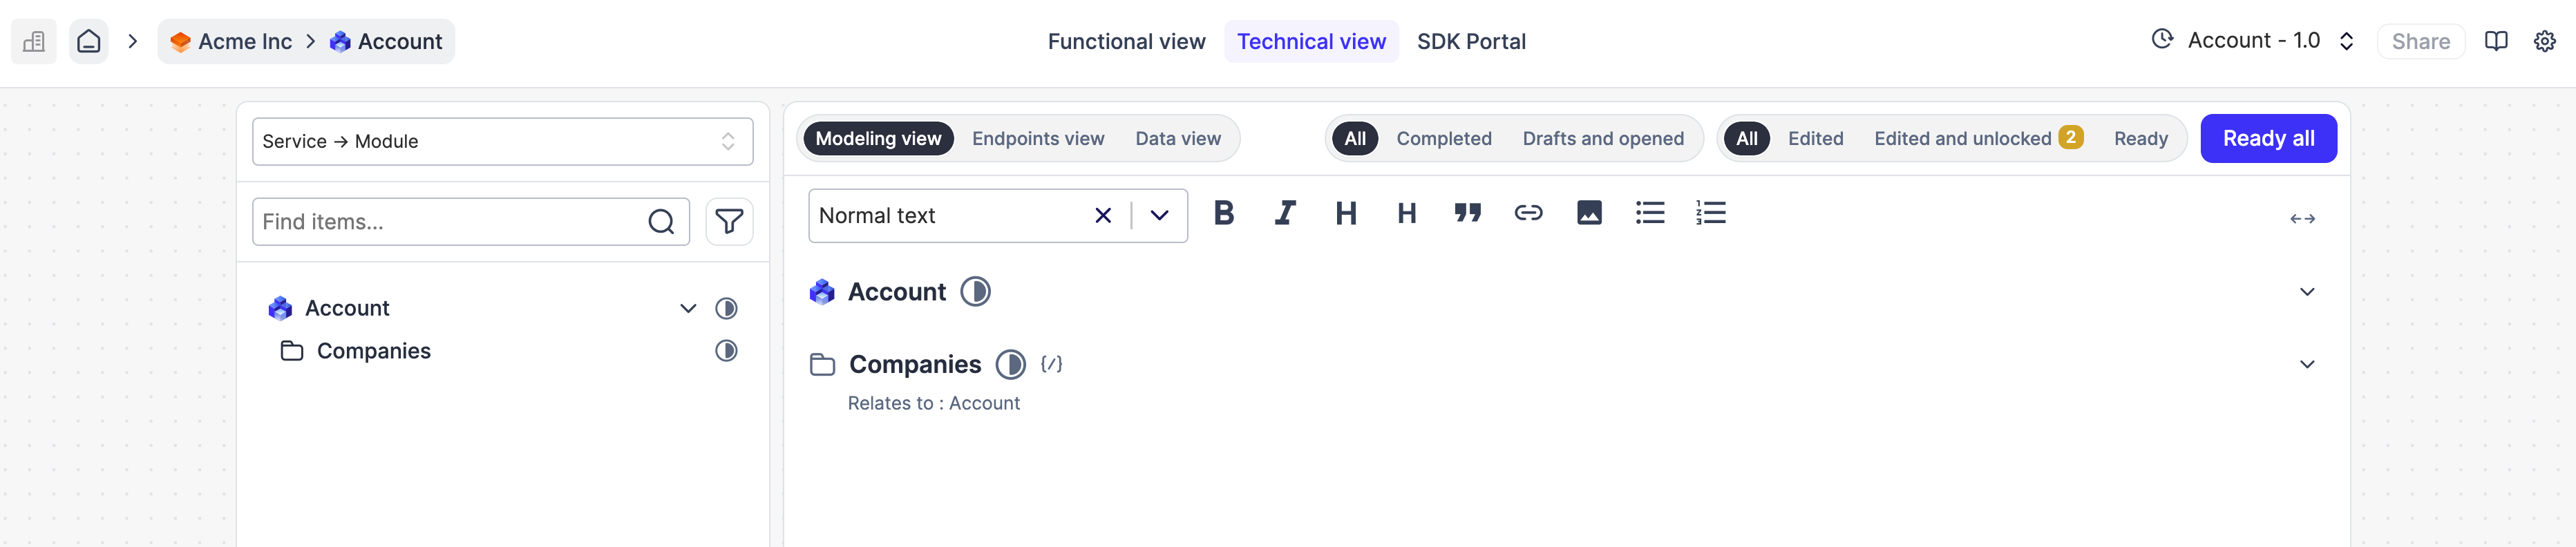 Acme Inc > Account
Functional view Technical view SDK Portal
Account - 1.0 Share
Service → Module
Modeling view Endpoints view Data view All Completed Drafts and opened All Edited Edited and unlocked 2 Ready Ready all
Find items...
Normal text
Account
Companies
Account
Companies {/}
Relates to : Account